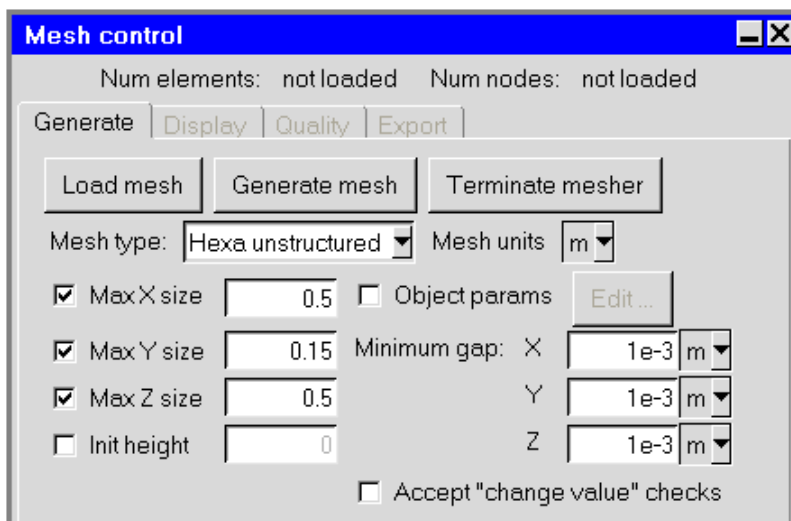 Mesh control
Num elements: not loaded Num nodes: not loaded
Generate Display Quality Export
Load mesh Generate mesh Terminate mesher
Mesh type: Hexa unstructured Mesh units m
Max X size 0.5 Object params Edit ...
Max Y size 0.15 Minimum gap: X 1e-3 m
Max Z size 0.5 Y 1e-3 m
Init height 0 Z 1e-3 m
Accept "change value" checks